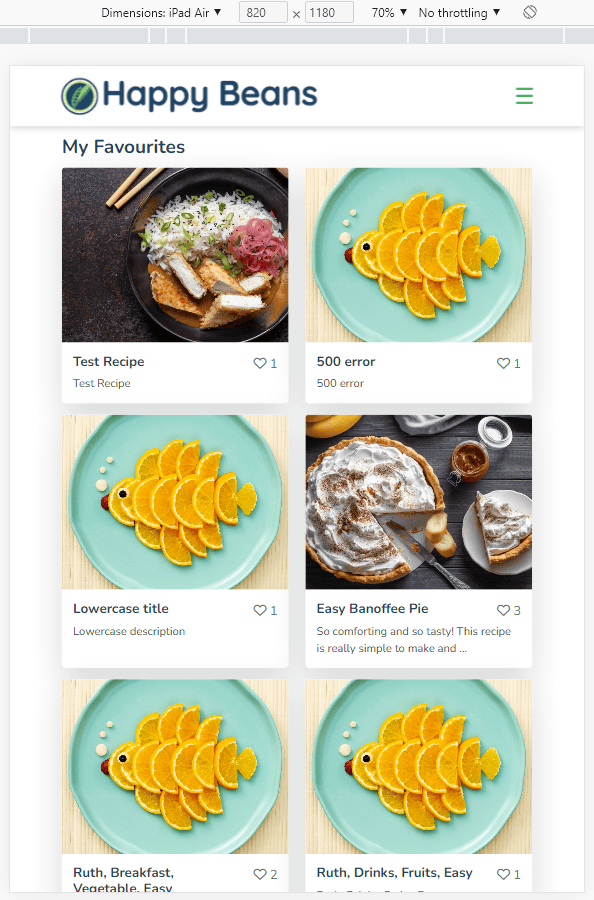 Dimensions: iPad Air ▼ 820 × 1180 70% ▼ No throttling ▼
Happy Beans
My Favourites
Test Recipe 1
Test Recipe
500 error 1
500 error
Lowercase title 1
Lowercase description
Easy Banoffee Pie 3
So comforting and so tasty! This recipe
is really simple to make and ...
Ruth, Breakfast, 2
Vegetable, Easy
Ruth, Drinks, Fruits, Easy 1